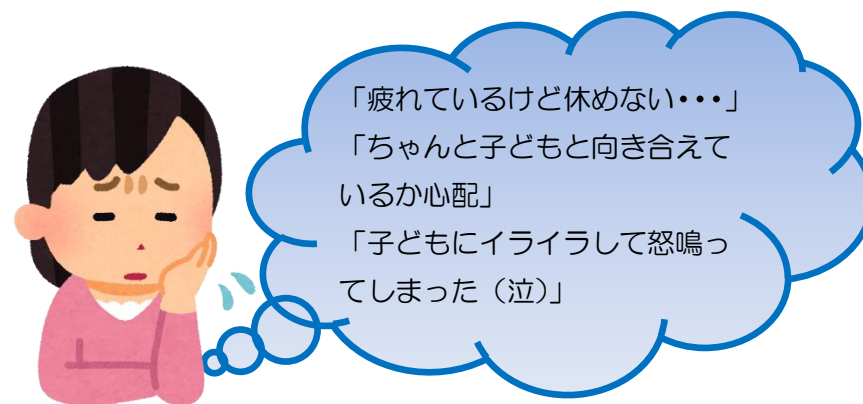 「疲れているけど休めない・・・」
「ちゃんと子どもと向き合えて
いるか心配」
「子どもにイライラして怒鳴っ
てしまった（泣）」